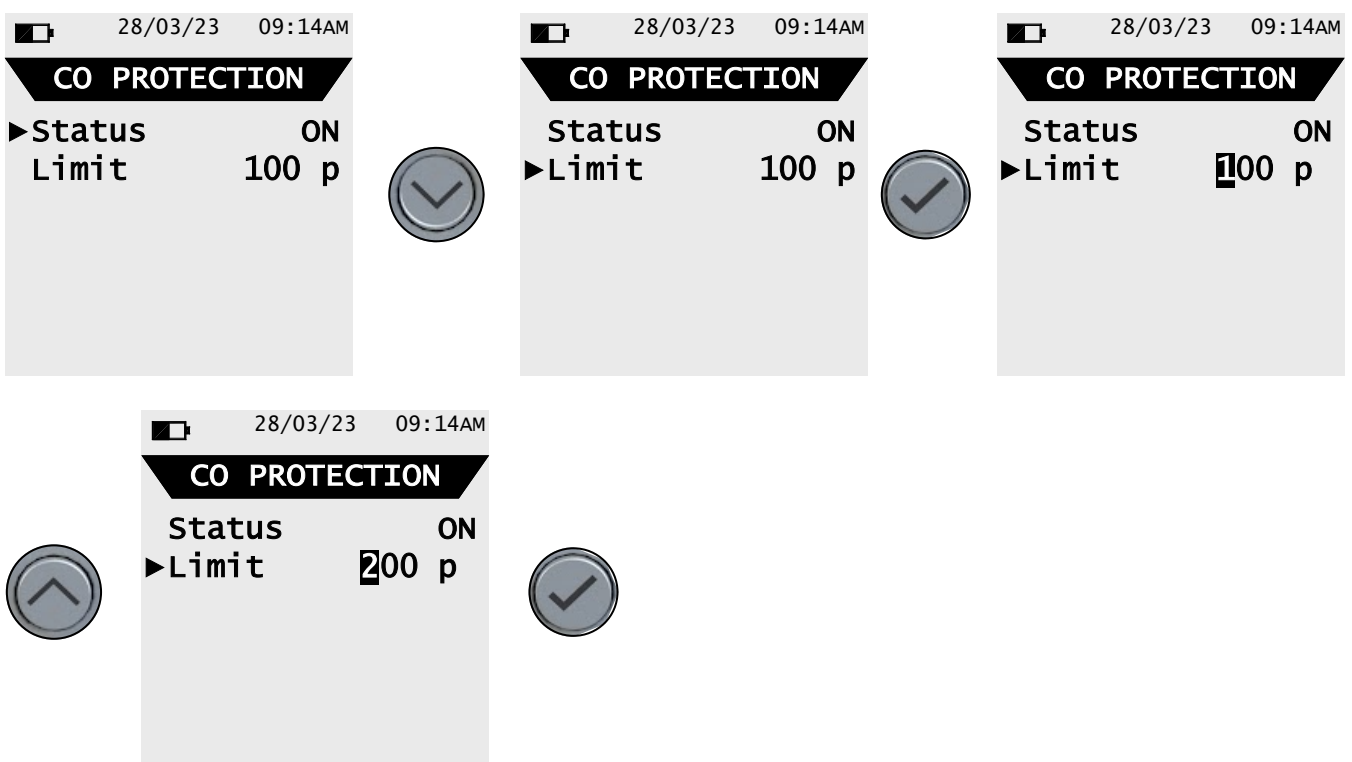 28/03/23 09:14AM
CO PROTECTION
►Status ON
Limit 100 p
28/03/23 09:14AM
CO PROTECTION
Status ON
►Limit 100 p
28/03/23 09:14AM
CO PROTECTION
Status ON
►Limit 100 p
28/03/23 09:14AM
CO PROTECTION
Status ON
►Limit 200 p